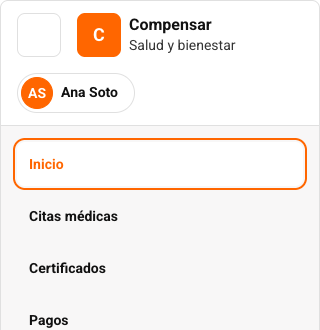 C
Compensar
Salud y bienestar
AS
Ana Soto
Inicio
Citas médicas
Certificados
Pagos